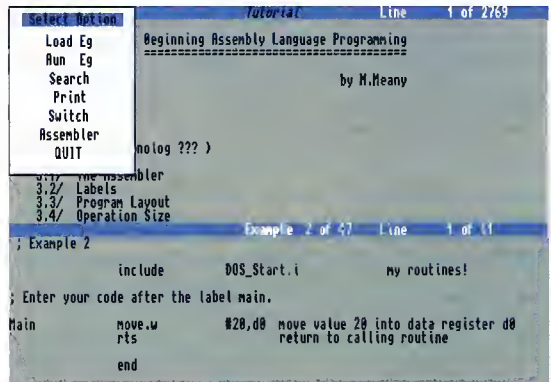 Select Option
Load Eg
Run Eg
Search
Print
Switch
Assembler
QUIT
Tutorial Line 1 of 2769
Beginning Assembly Language Programming
by M.Meany
nolog ??? )
3.1/ The Assembler
3.2/ Labels
3.3/ Program Layout
3.4/ Operation Size
Example 2 of 47 Line 1 of 11
; Example 2
include DOS_Start.i my routines!
; Enter your code after the label main.
Main move.w #20,d0 move value 20 into data register d0
rts return to calling routine
end